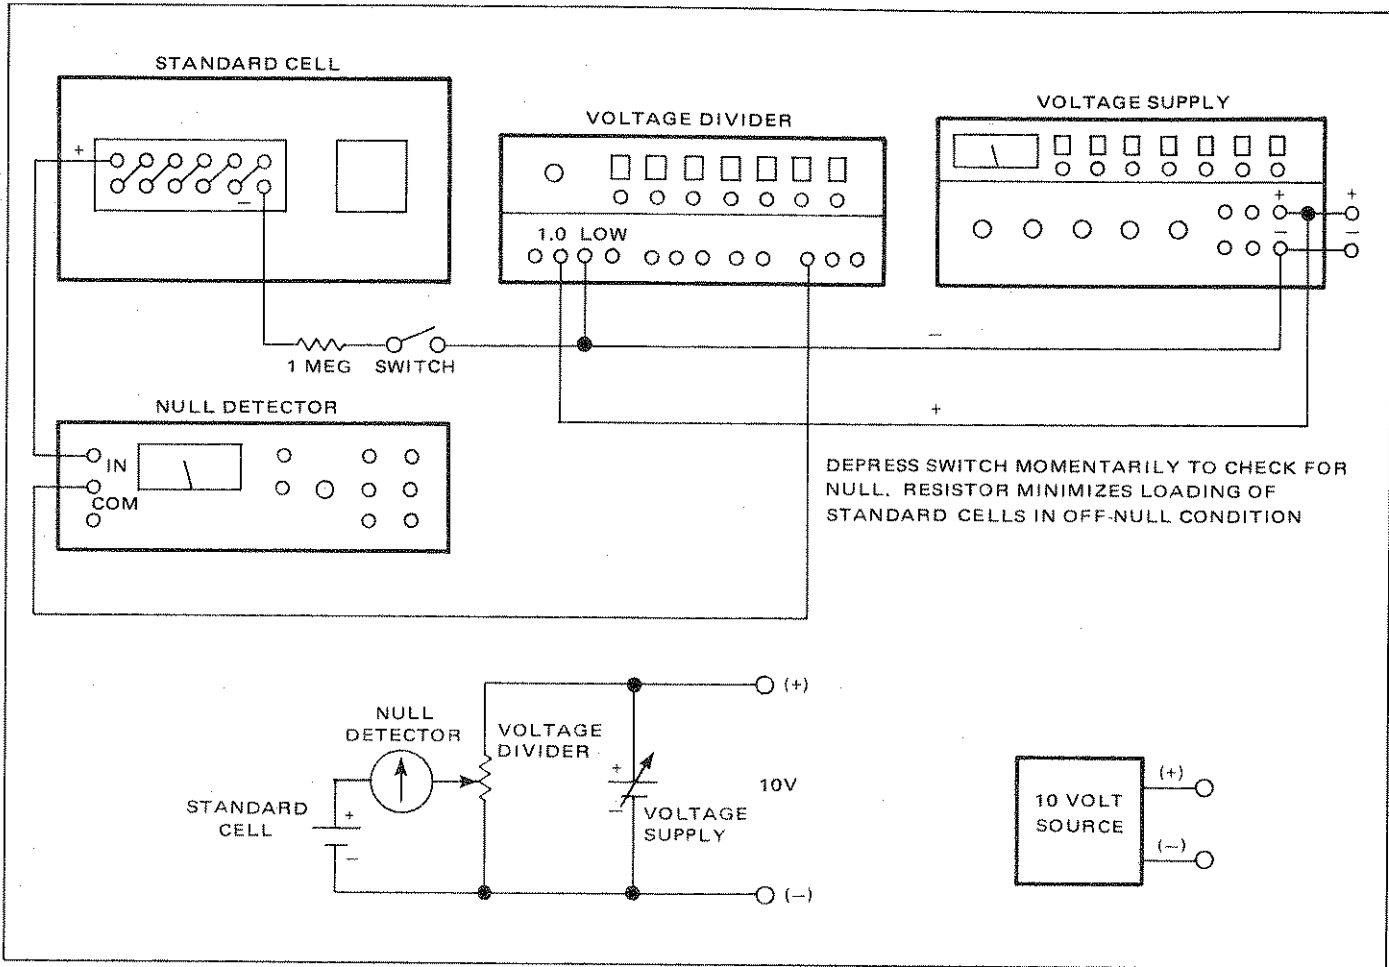 STANDARD CELL
+
−
VOLTAGE DIVIDER
1.0 LOW
VOLTAGE SUPPLY
+ +
− −
1 MEG SWITCH
−
+
NULL DETECTOR
IN
COM
DEPRESS SWITCH MOMENTARILY TO CHECK FOR
NULL. RESISTOR MINIMIZES LOADING OF
STANDARD CELLS IN OFF-NULL CONDITION
NULL
DETECTOR
VOLTAGE
DIVIDER
STANDARD
CELL
+
−
+
−
VOLTAGE
SUPPLY
(+)
10V
(−)
10 VOLT
SOURCE
(+)
(−)